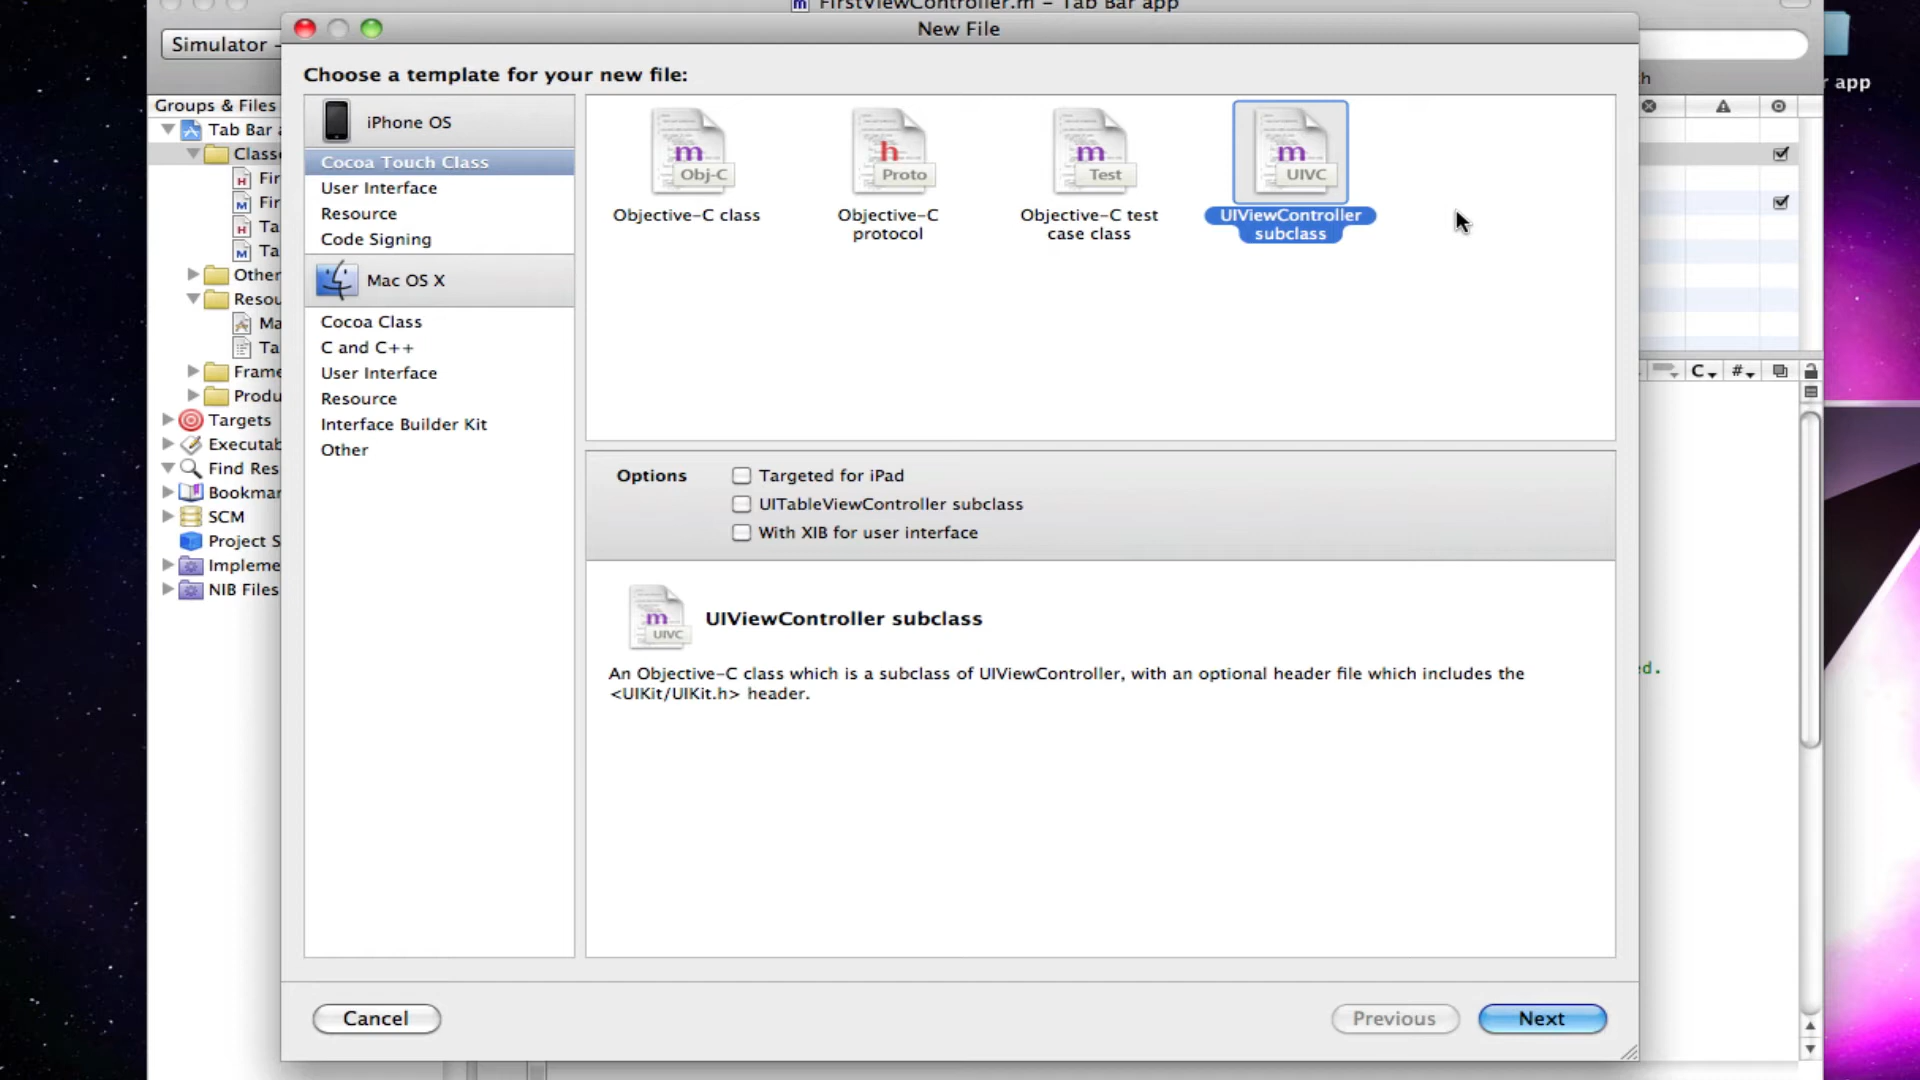 FirstViewController.m – Tab Bar app
New File
Simulator –
Choose a template for your new file:
Groups & Files
Tab Bar a
Classe
Fir
Fir
Ta
Ta
Other
Resou
Ma
Ta
Frame
Produ
Targets
Executab
Find Res
Bookmar
SCM
Project S
Impleme
NIB Files
iPhone OS
Cocoa Touch Class
User Interface
Resource
Code Signing
Mac OS X
Cocoa Class
C and C++
User Interface
Resource
Interface Builder Kit
Other
m
Obj-C
Objective-C class
h
Proto
Objective-C
protocol
m
Test
Objective-C test
case class
m
UIVC
UIViewController
subclass
Options
Targeted for iPad
UITableViewController subclass
With XIB for user interface
m
UIVC
UIViewController subclass
An Objective-C class which is a subclass of UIViewController, with an optional header file which includes the
<UIKit/UIKit.h> header.
Cancel
Previous
Next
r app
C
#
d.